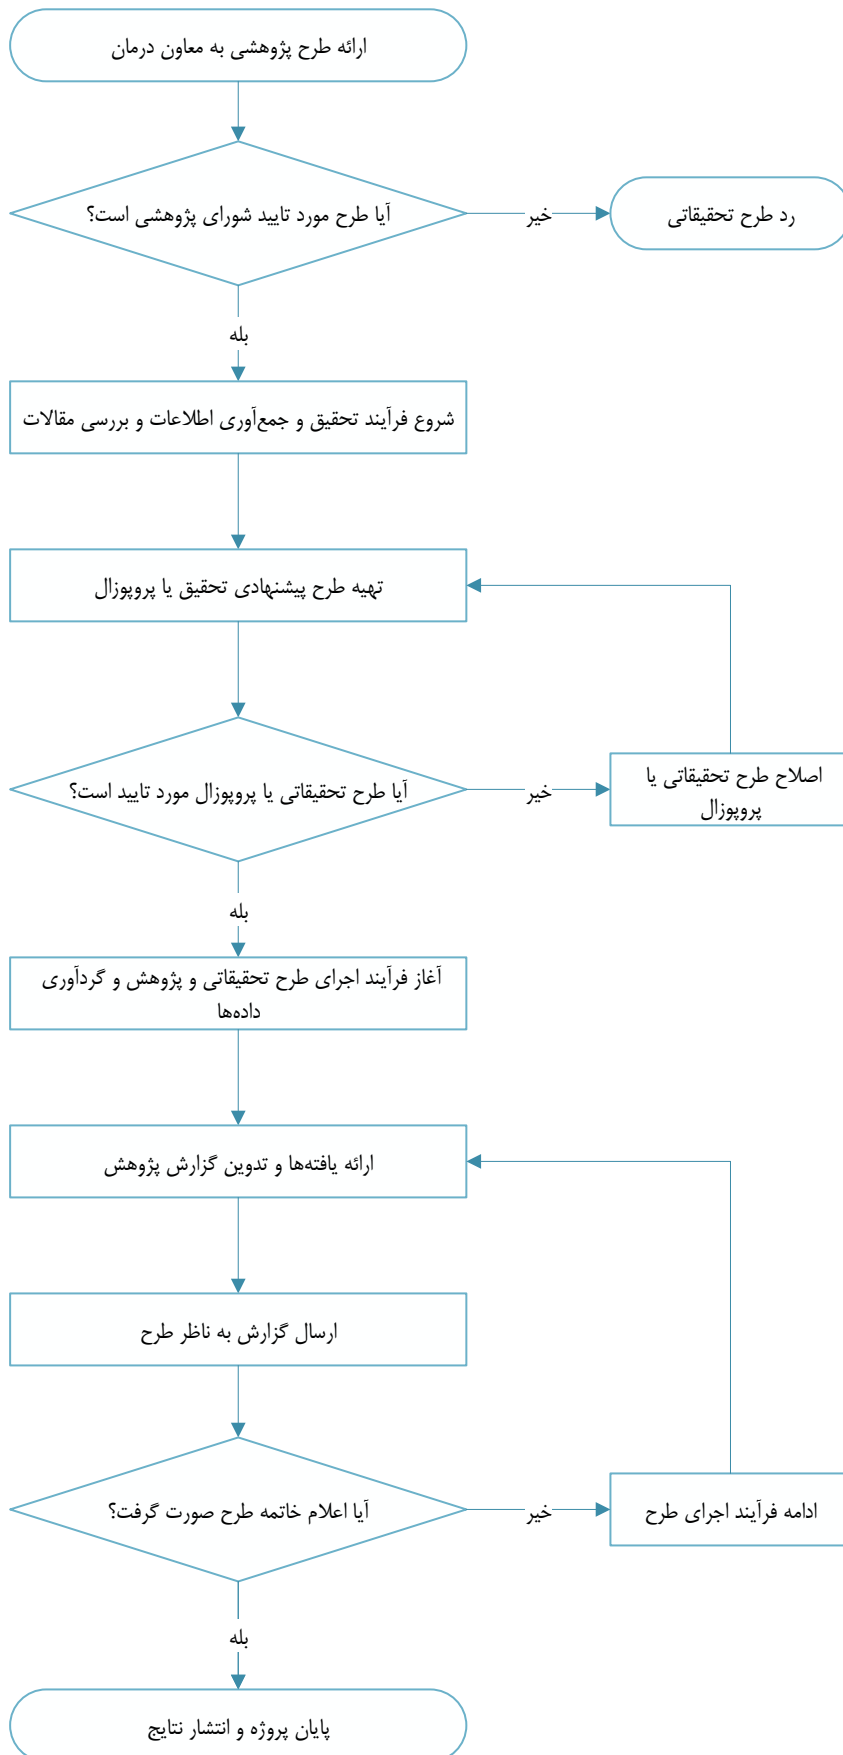 ارائه طرح پژوهشی به معاون درمان
آیا طرح مورد تایید شورای پژوهشی است؟
خیر
رد طرح تحقیقاتی
بله
شروع فرآیند تحقیق و جمع‌آوری اطلاعات و بررسی مقالات
تهیه طرح پیشنهادی تحقیق یا پروپوزال
آیا طرح تحقیقاتی یا پروپوزال مورد تایید است؟
خیر
اصلاح طرح تحقیقاتی یا
پروپوزال
بله
آغاز فرآیند اجرای طرح تحقیقاتی و پژوهش و گردآوری
داده‌ها
ارائه یافته‌ها و تدوین گزارش پژوهش
ارسال گزارش به ناظر طرح
آیا اعلام خاتمه طرح صورت گرفت؟
خیر
ادامه فرآیند اجرای طرح
بله
پایان پروژه و انتشار نتایج